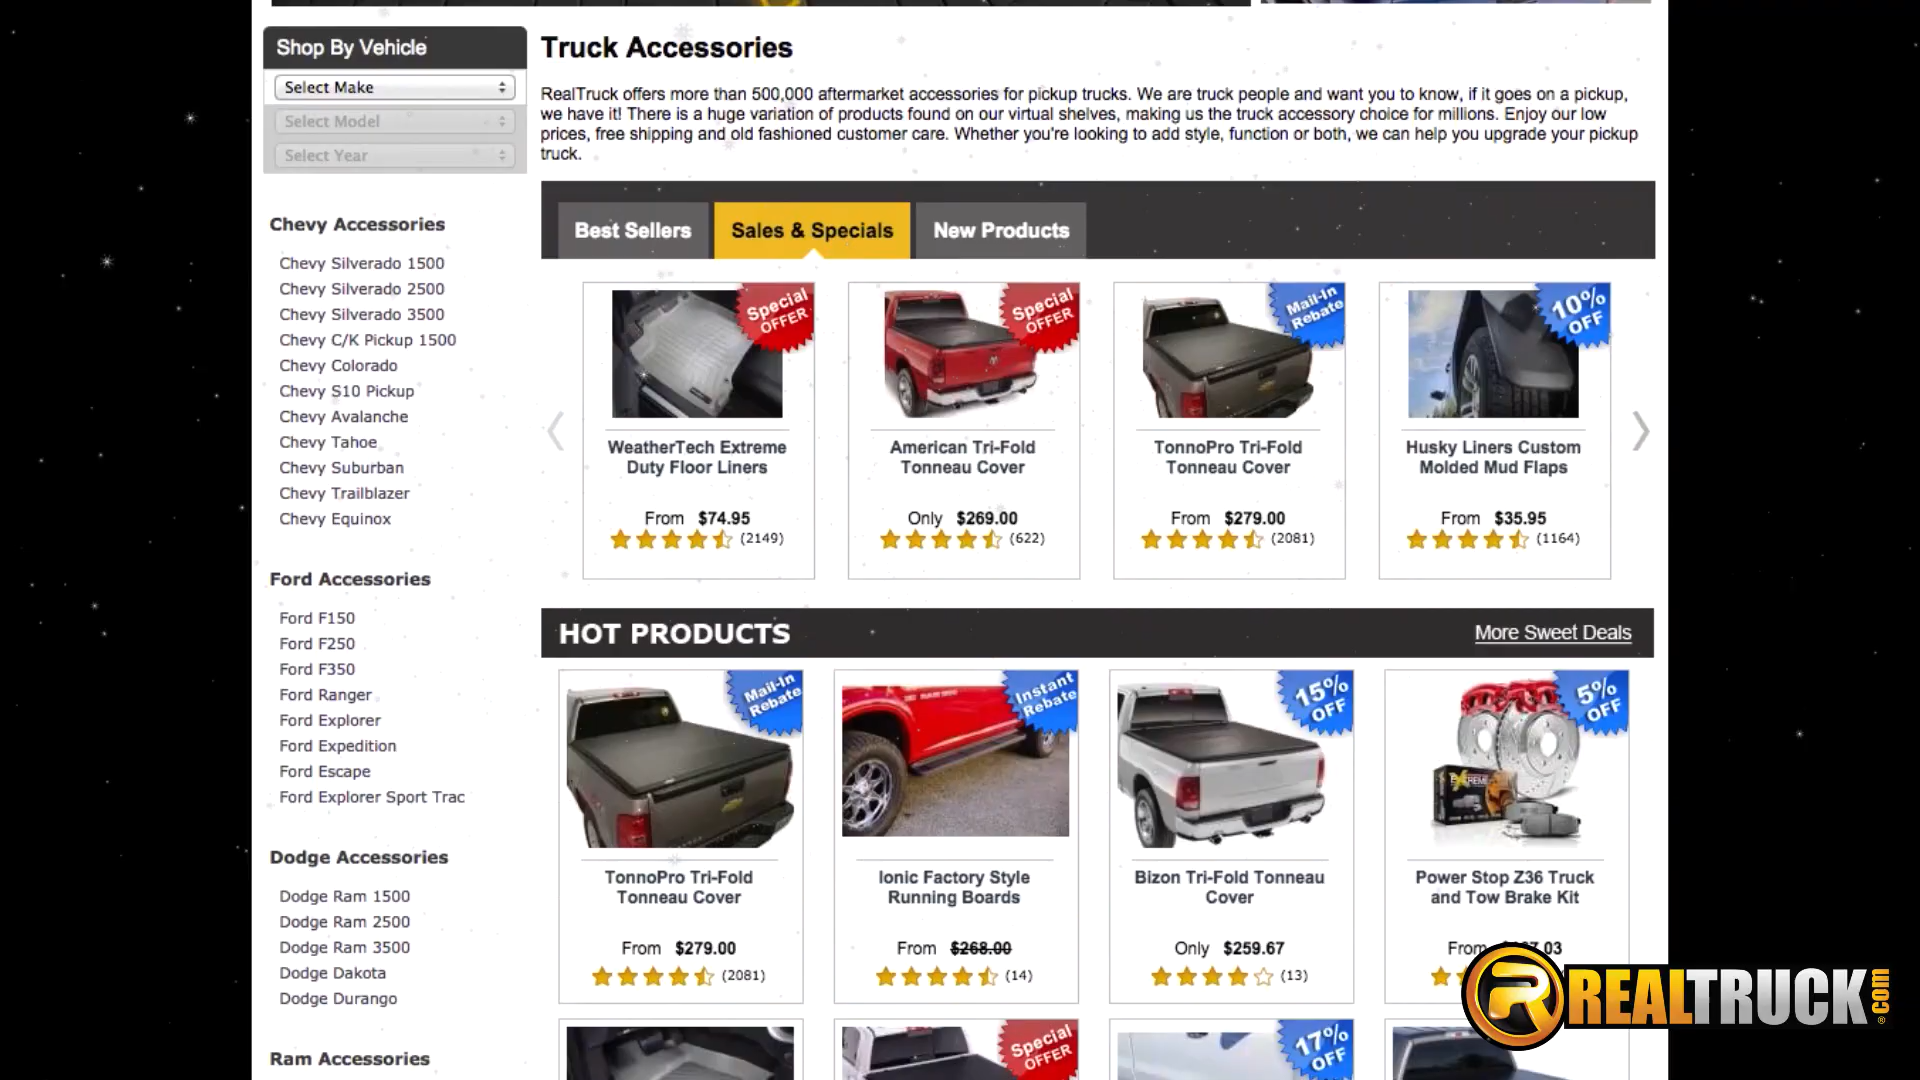 Shop By Vehicle
Select Make
Select Model
Select Year
Chevy Accessories
Chevy Silverado 1500
Chevy Silverado 2500
Chevy Silverado 3500
Chevy C/K Pickup 1500
Chevy Colorado
Chevy S10 Pickup
Chevy Avalanche
Chevy Tahoe
Chevy Suburban
Chevy Trailblazer
Chevy Equinox
Ford Accessories
Ford F150
Ford F250
Ford F350
Ford Ranger
Ford Explorer
Ford Expedition
Ford Escape
Ford Explorer Sport Trac
Dodge Accessories
Dodge Ram 1500
Dodge Ram 2500
Dodge Ram 3500
Dodge Dakota
Dodge Durango
Ram Accessories
Truck Accessories
RealTruck offers more than 500,000 aftermarket accessories for pickup trucks. We are truck people and want you to know, if it goes on a pickup,
we have it! There is a huge variation of products found on our virtual shelves, making us the truck accessory choice for millions. Enjoy our low
prices, free shipping and old fashioned customer care. Whether you're looking to add style, function or both, we can help you upgrade your pickup
truck.
Best Sellers
Sales & Specials
New Products
Special
OFFER
WeatherTech Extreme
Duty Floor Liners
From $74.95
(2149)
Special
OFFER
American Tri-Fold
Tonneau Cover
Only $269.00
(622)
Mail-In
Rebate
TonnoPro Tri-Fold
Tonneau Cover
From $279.00
(2081)
10%
OFF
Husky Liners Custom
Molded Mud Flaps
From $35.95
(1164)
HOT PRODUCTS
More Sweet Deals
Mail-In
Rebate
TonnoPro Tri-Fold
Tonneau Cover
From $279.00
(2081)
Instant
Rebate
Ionic Factory Style
Running Boards
From $268.00
(14)
15%
OFF
Bizon Tri-Fold Tonneau
Cover
Only $259.67
(13)
5%
OFF
Power Stop Z36 Truck
and Tow Brake Kit
From
Special
OFFER
17%
OFF
R REALTRUCK.com